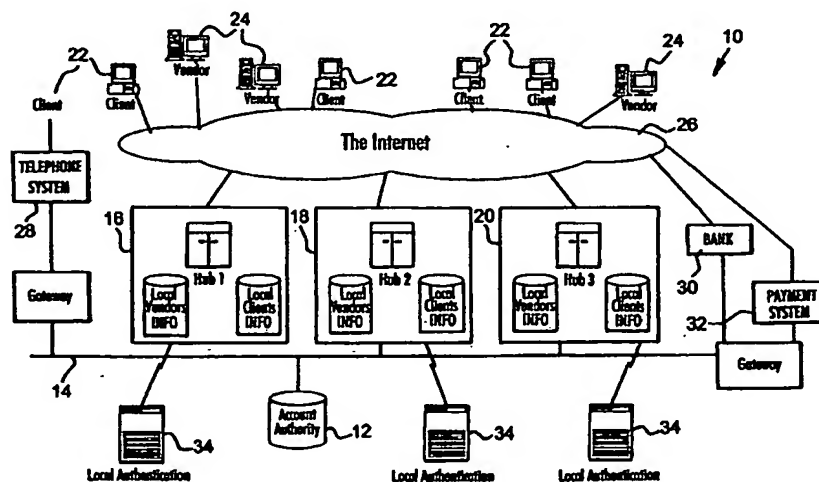 24
22
24
10
22
22
Vendor
Client
Client
Vendor
Client
Client
Client
Vendor
26
The Internet
TELEPHONE
SYSTEM
28
18
18
20
BANK
30
Hub 1
Hub 2
Hub 3
Gateway
Local
Vendors
INFO
Local
Clients
INFO
Local
Vendors
INFO
Local
Clients
INFO
Local
Vendors
INFO
Local
Clients
INFO
32
PAYMENT
SYSTEM
Gateway
14
34
Account
Authority
12
34
34
Local Authentication
Local Authentication
Local Authentication